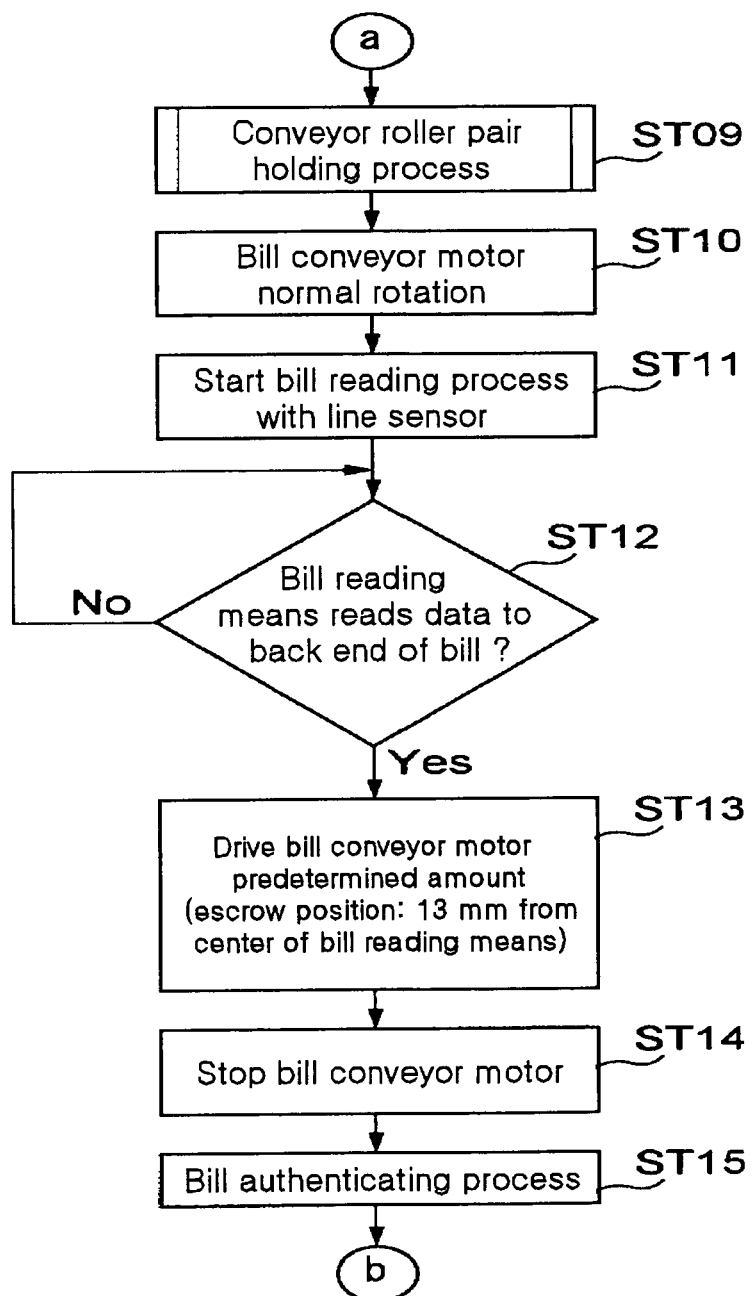 a
Conveyor roller pair
holding process
ST09
Bill conveyor motor
normal rotation
ST10
Start bill reading process
with line sensor
ST11
Bill reading
means reads data to
back end of bill ?
ST12
No
Yes
Drive bill conveyor motor
predetermined amount
(escrow position: 13 mm from
center of bill reading means)
ST13
Stop bill conveyor motor
ST14
Bill authenticating process
ST15
b